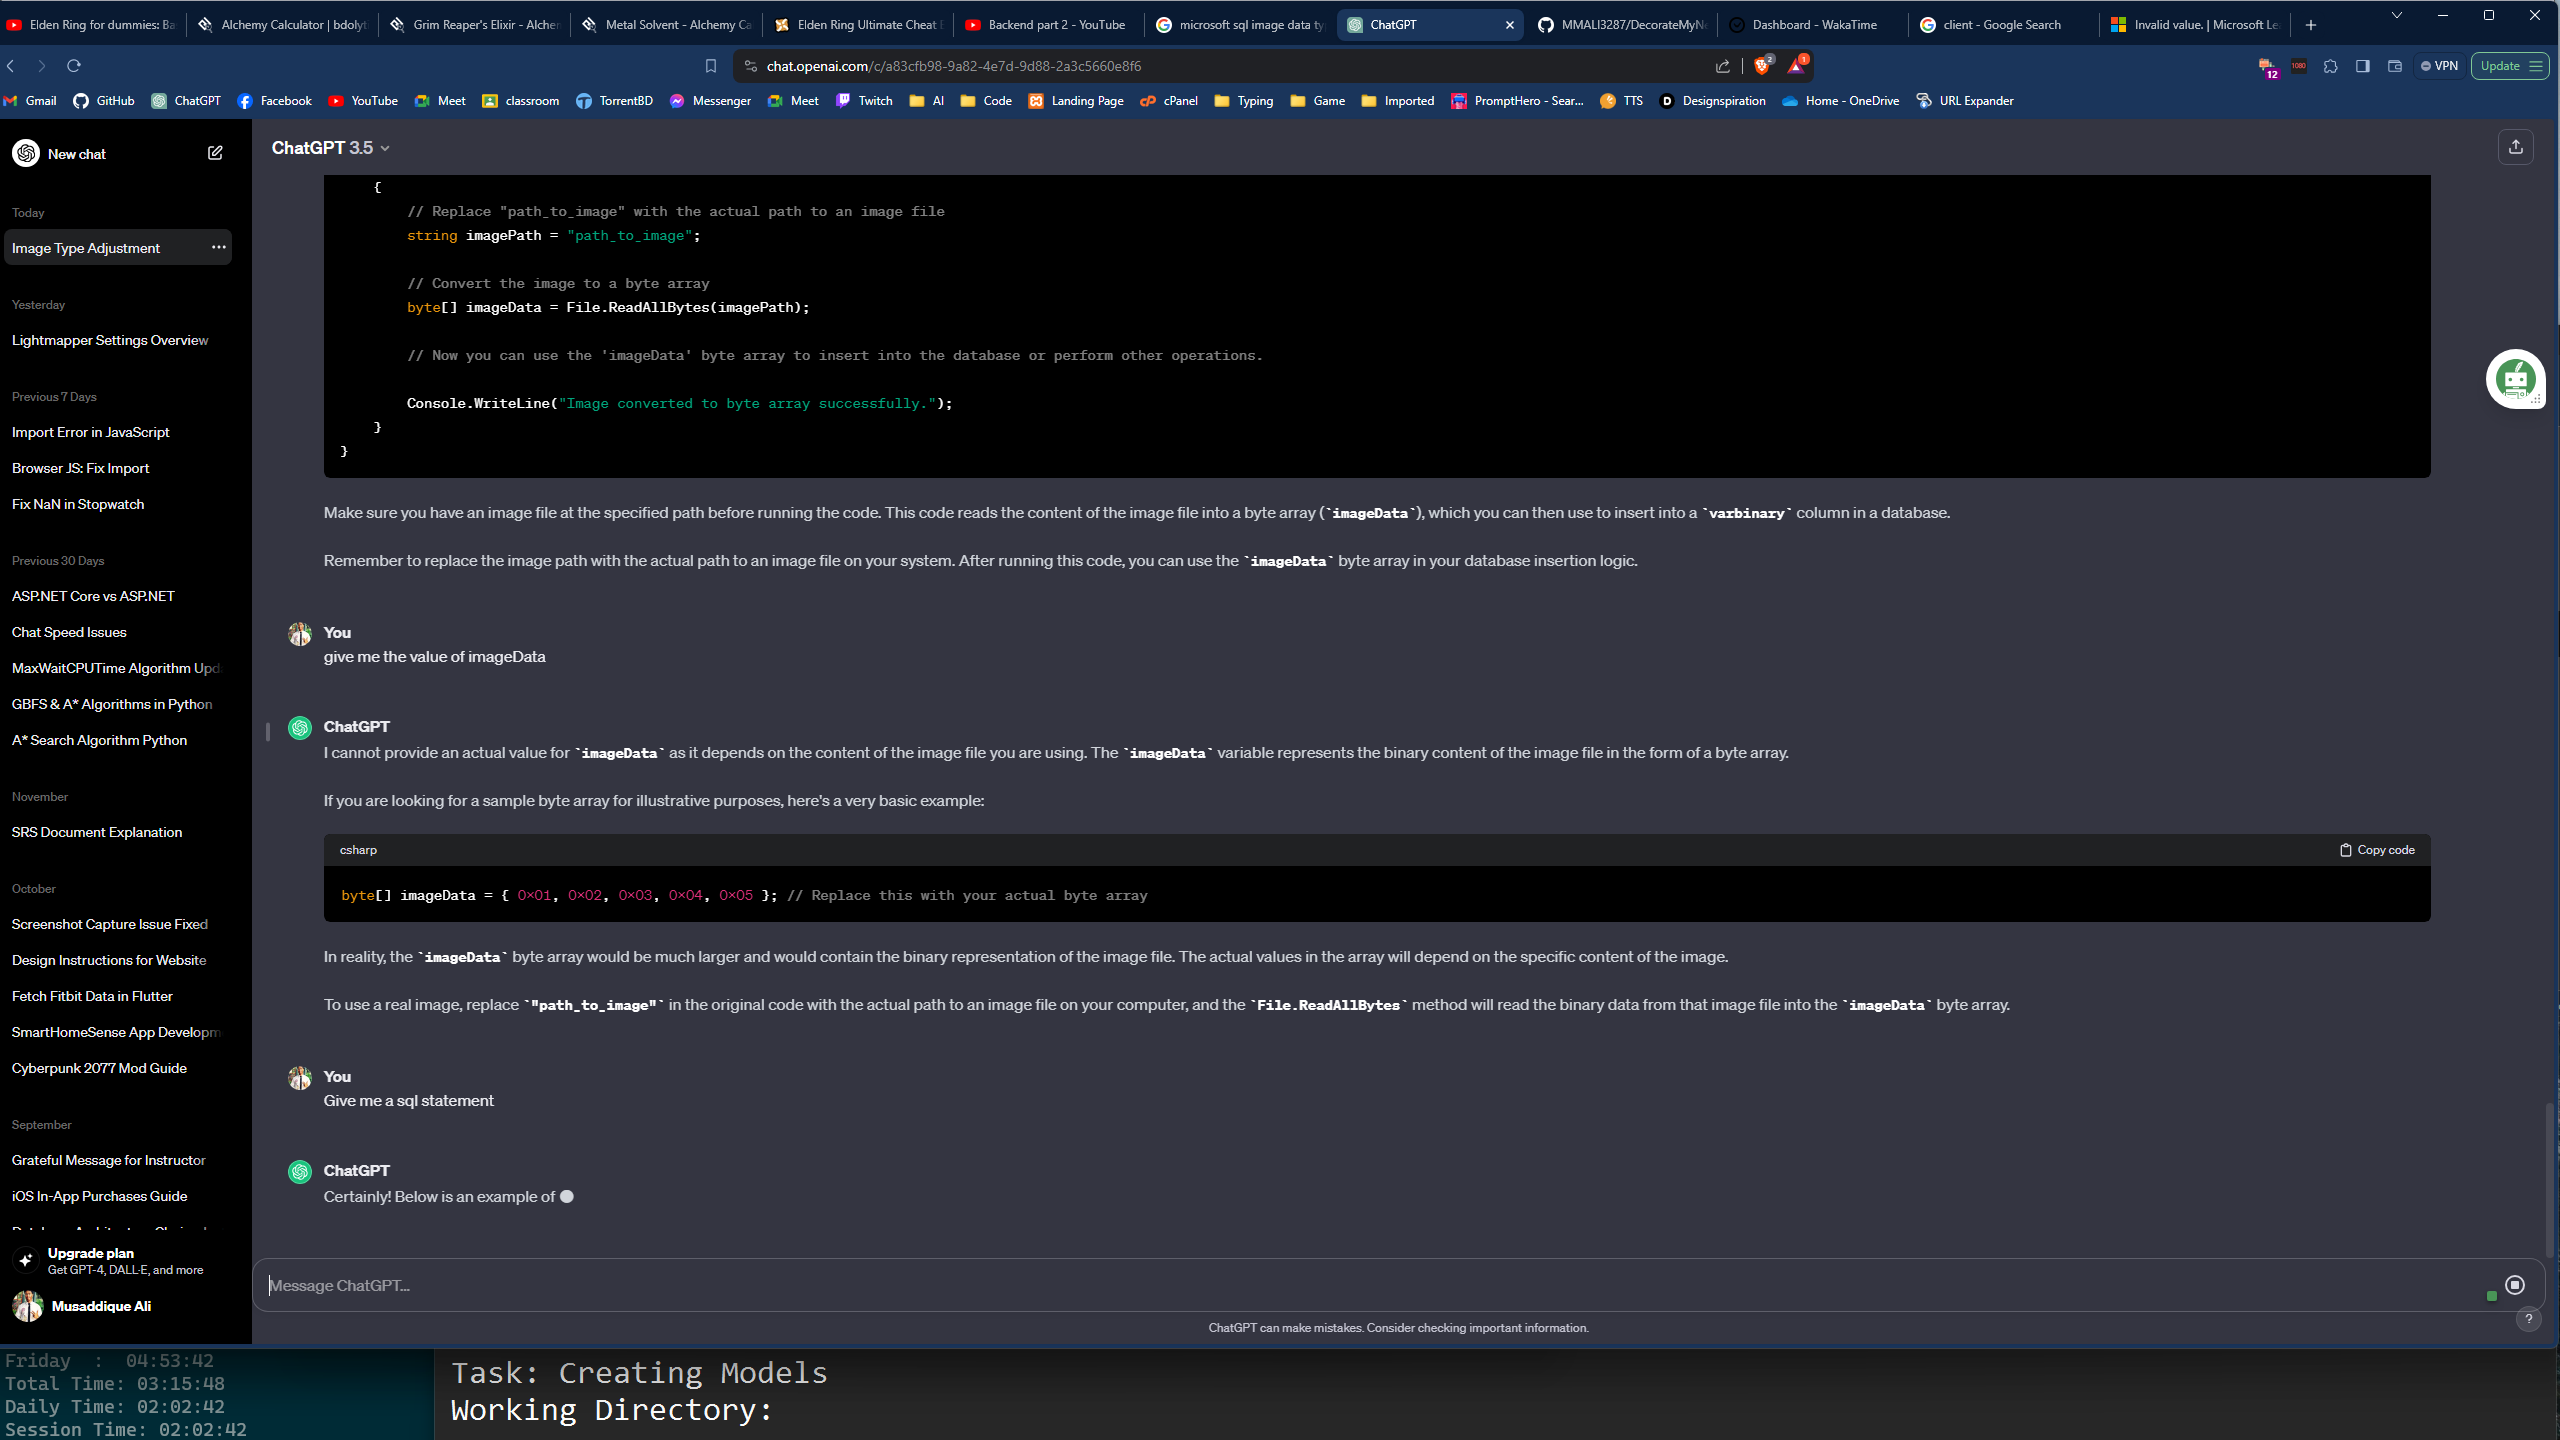 Elden Ring for dummies: Ba
Alchemy Calculator | bdolyti
Grim Reaper's Elixir - Alchem
Metal Solvent - Alchemy Ca
Elden Ring Ultimate Cheat
Backend part 2 - YouTube
microsoft sql image data ty
ChatGPT
MMALI3287/DecorateMyNe
Dashboard - WakaTime
client - Google Search
Invalid value. | Microsoft Le
chat.openai.com/c/a83cfb98-9a82-4e7d-9d88-2a3c5660e8f6
2
1
12
1080
VPN
Update
Gmail
GitHub
ChatGPT
Facebook
YouTube
Meet
classroom
TorrentBD
Messenger
Meet
Twitch
AI
Code
Landing Page
cPanel
Typing
Game
Imported
PromptHero - Sear...
TTS
Designspiration
Home - OneDrive
URL Expander
New chat
Today
Image Type Adjustment
Yesterday
Lightmapper Settings Overview
Previous 7 Days
Import Error in JavaScript
Browser JS: Fix Import
Fix NaN in Stopwatch
Previous 30 Days
ASP.NET Core vs ASP.NET
Chat Speed Issues
MaxWaitCPUTime Algorithm Upd
GBFS & A* Algorithms in Python
A* Search Algorithm Python
November
SRS Document Explanation
October
Screenshot Capture Issue Fixed
Design Instructions for Website
Fetch Fitbit Data in Flutter
SmartHomeSense App Developm
Cyberpunk 2077 Mod Guide
September
Grateful Message for Instructor
iOS In-App Purchases Guide
Upgrade plan
Get GPT-4, DALL·E, and more
Musaddique Ali
ChatGPT 3.5
{
// Replace "path_to_image" with the actual path to an image file
string imagePath = "path_to_image";
// Convert the image to a byte array
byte[] imageData = File.ReadAllBytes(imagePath);
// Now you can use the 'imageData' byte array to insert into the database or perform other operations.
Console.WriteLine("Image converted to byte array successfully.");
}
}
Make sure you have an image file at the specified path before running the code. This code reads the content of the image file into a byte array (`imageData`), which you can then use to insert into a `varbinary` column in a database.
Remember to replace the image path with the actual path to an image file on your system. After running this code, you can use the `imageData` byte array in your database insertion logic.
You
give me the value of imageData
ChatGPT
I cannot provide an actual value for `imageData` as it depends on the content of the image file you are using. The `imageData` variable represents the binary content of the image file in the form of a byte array.
If you are looking for a sample byte array for illustrative purposes, here's a very basic example:
csharp
Copy code
byte[] imageData = { 0x01, 0x02, 0x03, 0x04, 0x05 }; // Replace this with your actual byte array
In reality, the `imageData` byte array would be much larger and would contain the binary representation of the image file. The actual values in the array will depend on the specific content of the image.
To use a real image, replace `"path_to_image"` in the original code with the actual path to an image file on your computer, and the `File.ReadAllBytes` method will read the binary data from that image file into the `imageData` byte array.
You
Give me a sql statement
ChatGPT
Certainly! Below is an example of
Message ChatGPT...
ChatGPT can make mistakes. Consider checking important information.
?
Friday : 04:53:42
Total Time: 03:15:48
Daily Time: 02:02:42
Session Time: 02:02:42
Task: Creating Models
Working Directory: